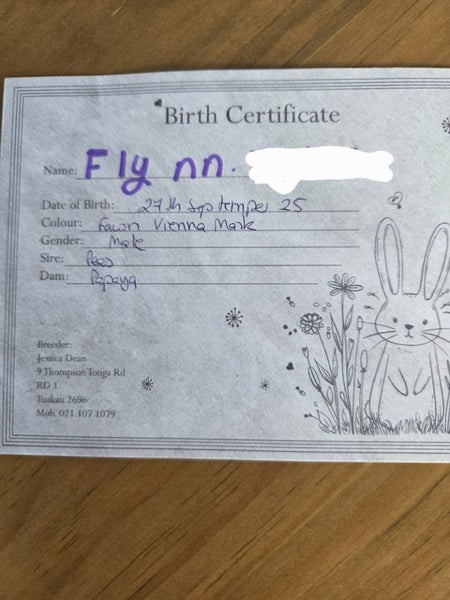 Birth Certificate
Name: Flynn.
Date of Birth: 27th September 25
Colour: Fawn Vienna Mark
Gender: Male
Sire:
Dam: Papaya
Breeder:
Jessica Dean
9 Thompson Tonga Rd
RD 1
Tuakau 2696
Mob. 021 107 1079